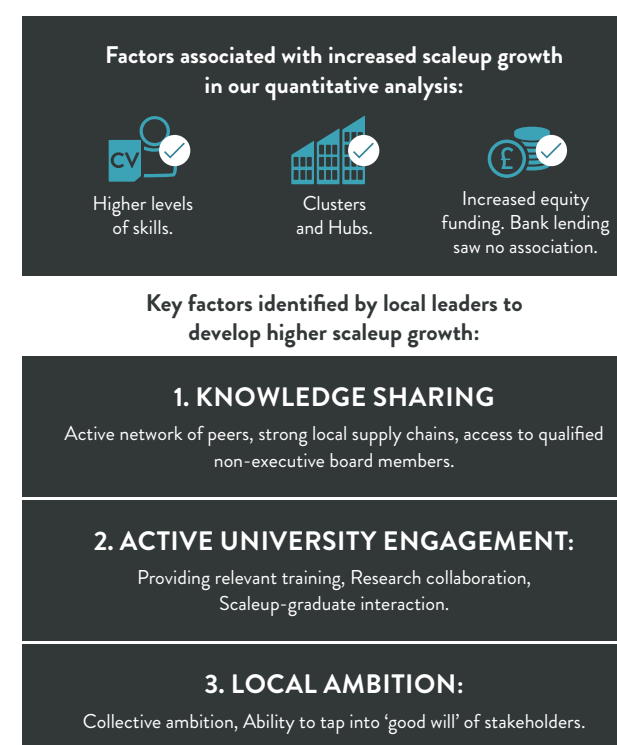 Factors associated with increased scaleup growth
in our quantitative analysis:
CV
£
Higher levels
of skills.
Clusters
and Hubs.
Increased equity
funding. Bank lending
saw no association.
Key factors identified by local leaders to
develop higher scaleup growth:
1. KNOWLEDGE SHARING
Active network of peers, strong local supply chains, access to qualified
non-executive board members.
2. ACTIVE UNIVERSITY ENGAGEMENT:
Providing relevant training, Research collaboration,
Scaleup-graduate interaction.
3. LOCAL AMBITION:
Collective ambition, Ability to tap into ‘good will’ of stakeholders.